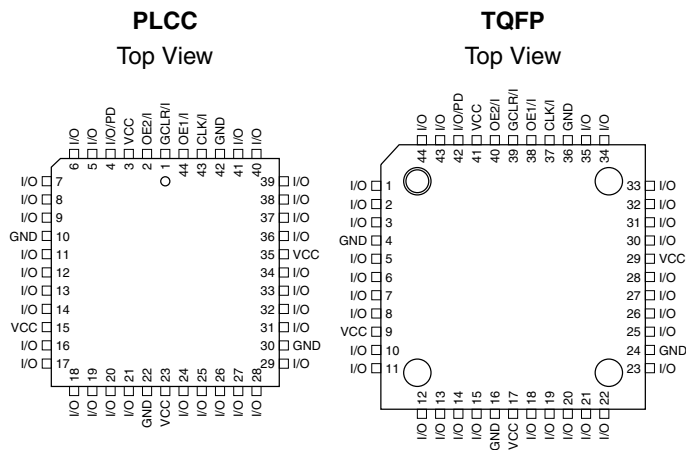 PLCC
Top View
I/O
I/O
I/O/PD
VCC
OE2/I
GCLR/I
OE1/I
CLK/I
GND
I/O
I/O
6
5
4
3
2
1
44
43
42
41
40
I/O 7
I/O 8
I/O 9
GND 10
I/O 11
I/O 12
I/O 13
I/O 14
VCC 15
I/O 16
I/O 17
39 I/O
38 I/O
37 I/O
36 I/O
35 VCC
34 I/O
33 I/O
32 I/O
31 I/O
30 GND
29 I/O
18
19
20
21
22
23
24
25
26
27
28
I/O
I/O
I/O
I/O
GND
VCC
I/O
I/O
I/O
I/O
I/O
TQFP
Top View
I/O
I/O
I/O/PD
VCC
OE2/I
GCLR/I
OE1/I
CLK/I
GND
I/O
I/O
44
43
42
41
40
39
38
37
36
35
34
I/O 1
I/O 2
I/O 3
GND 4
I/O 5
I/O 6
I/O 7
I/O 8
VCC 9
I/O 10
I/O 11
33 I/O
32 I/O
31 I/O
30 I/O
29 VCC
28 I/O
27 I/O
26 I/O
25 I/O
24 GND
23 I/O
12
13
14
15
16
17
18
19
20
21
22
I/O
I/O
I/O
I/O
GND
VCC
I/O
I/O
I/O
I/O
I/O